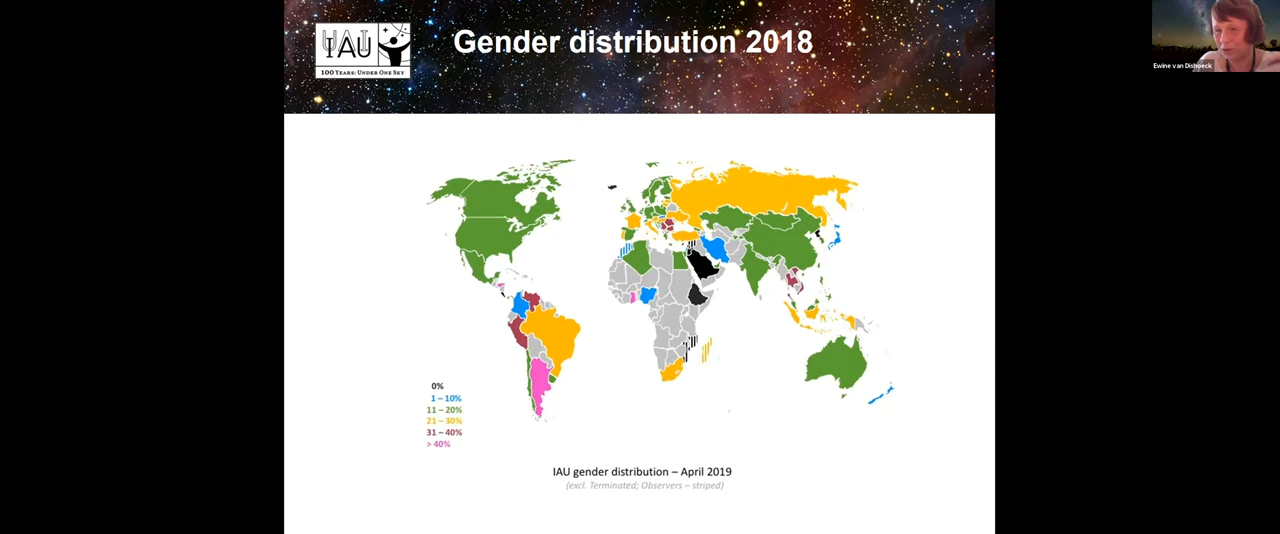 IAU
100 Years: Under One Sky
Gender distribution 2018
Ewine van Dishoeck
0%
1 – 10%
11 – 20%
21 – 30%
31 – 40%
> 40%
IAU gender distribution – April 2019
(excl. Terminated; Observers – striped)